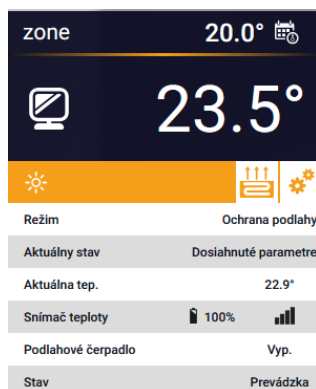 zone 20.0°
23.5°
Režim Ochrana podlahy
Aktuálny stav Dosiahnuté parametre
Aktuálna tep. 22.9°
Snímač teploty 100%
Podlahové čerpadlo Vyp.
Stav Prevádzka